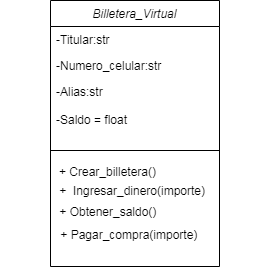 Billetera_Virtual
-Titular:str
-Numero_celular:str
-Alias:str
-Saldo = float
+ Crear_billetera()
+ Ingresar_dinero(importe)
+ Obtener_saldo()
+ Pagar_compra(importe)